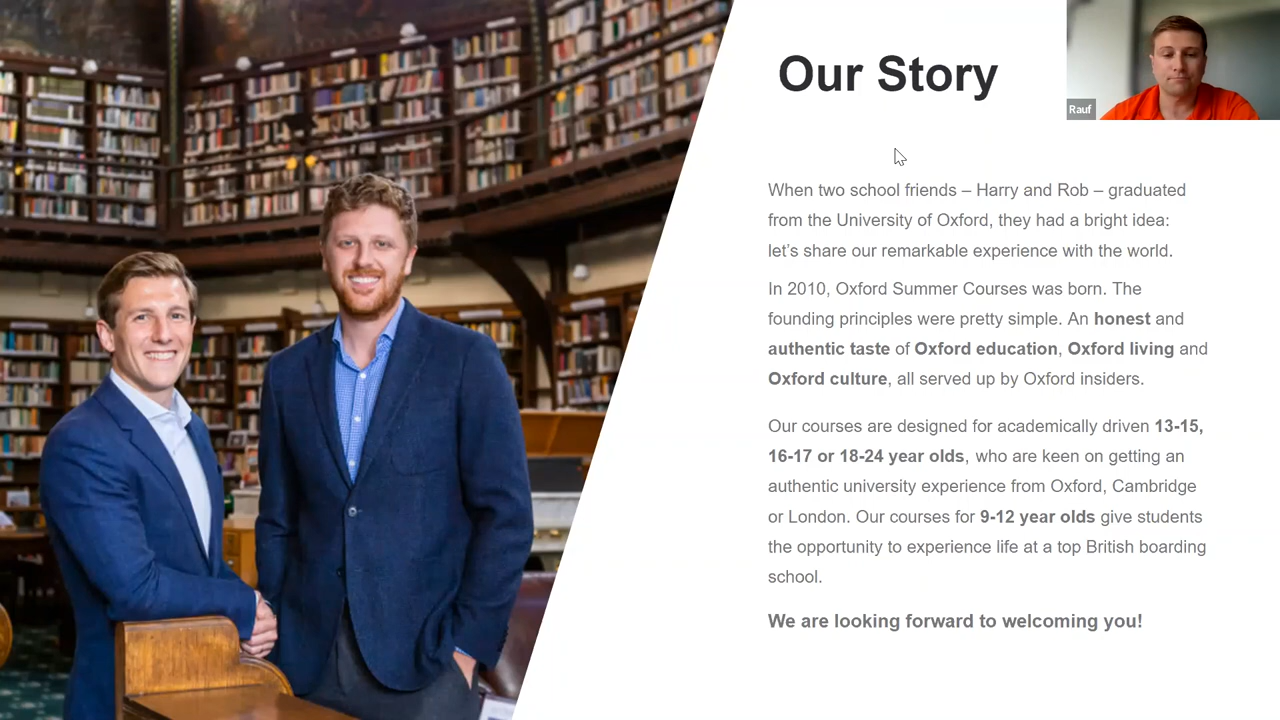 Our Story
Rauf
When two school friends – Harry and Rob – graduated
from the University of Oxford, they had a bright idea:
let’s share our remarkable experience with the world.
In 2010, Oxford Summer Courses was born. The
founding principles were pretty simple. An honest and
authentic taste of Oxford education, Oxford living and
Oxford culture, all served up by Oxford insiders.
Our courses are designed for academically driven 13-15,
16-17 or 18-24 year olds, who are keen on getting an
authentic university experience from Oxford, Cambridge
or London. Our courses for 9-12 year olds give students
the opportunity to experience life at a top British boarding
school.
We are looking forward to welcoming you!